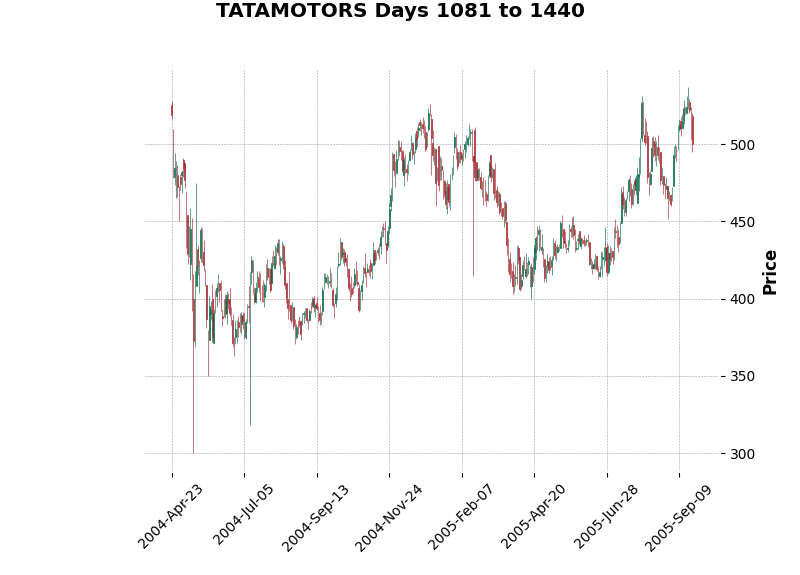 TATAMOTORS Days 1081 to 1440
500
450
400
350
300
Price
2004-Apr-23
2004-Jul-05
2004-Sep-13
2004-Nov-24
2005-Feb-07
2005-Apr-20
2005-Jun-28
2005-Sep-09